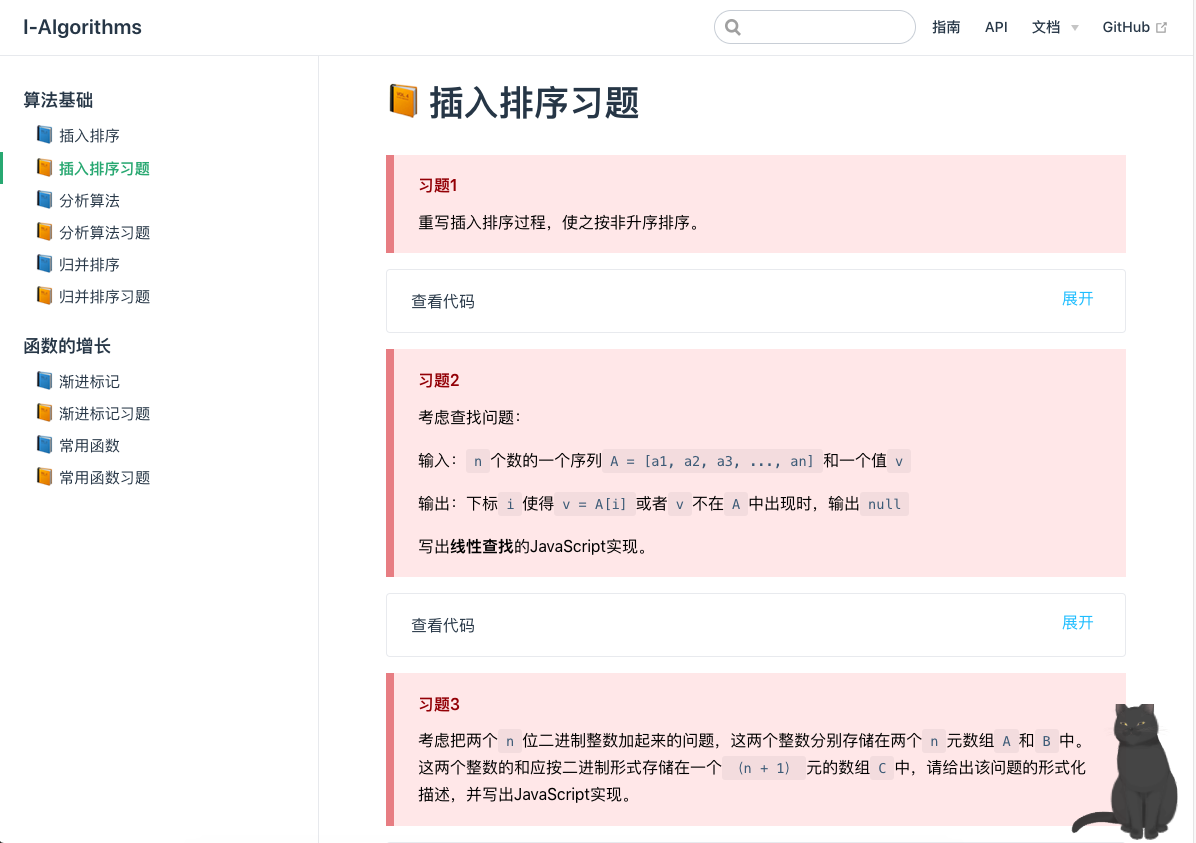 I-Algorithms
指南 API 文档 GitHub
算法基础
插入排序
插入排序习题
分析算法
分析算法习题
归并排序
归并排序习题
函数的增长
渐进标记
渐进标记习题
常用函数
常用函数习题
插入排序习题
习题1
重写插入排序过程，使之按非升序排序。
查看代码 展开
习题2
考虑查找问题：
输入： n 个数的一个序列 A = [a1, a2, a3, ..., an] 和一个值 v
输出：下标 i 使得 v = A[i] 或者 v 不在 A 中出现时，输出 null
写出线性查找的JavaScript实现。
查看代码 展开
习题3
考虑把两个 n 位二进制整数加起来的问题，这两个整数分别存储在两个 n 元数组 A 和 B 中。
这两个整数的和应按二进制形式存储在一个 （n + 1） 元的数组 C 中，请给出该问题的形式化
描述，并写出JavaScript实现。